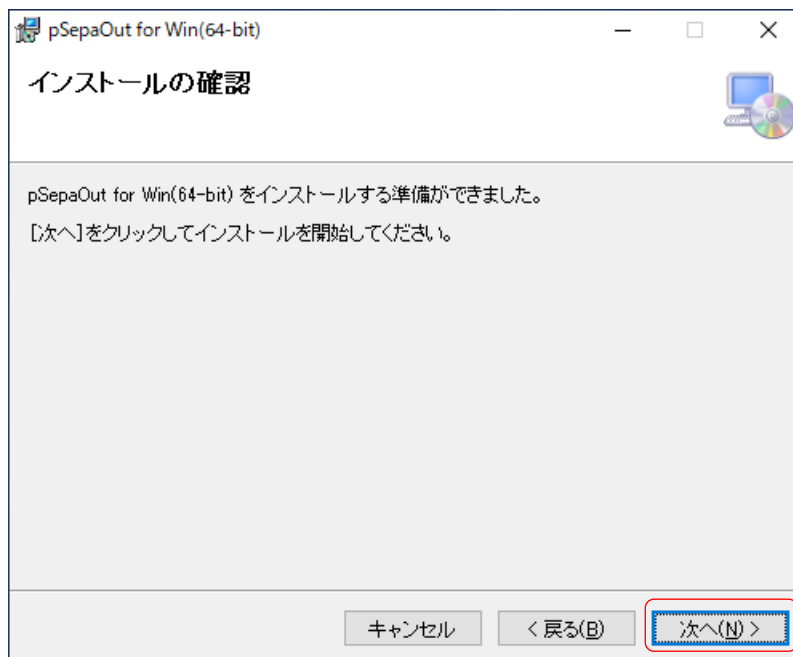 pSepaOut for Win(64-bit)
インストールの確認
pSepaOut for Win(64-bit) をインストールする準備ができました。
[次へ]をクリックしてインストールを開始してください。
キャンセル
< 戻る(B)
次へ(N) >